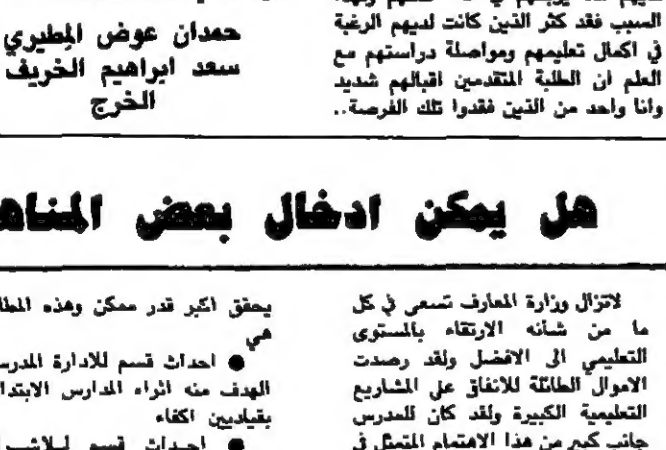 السبب فقد كثر الذين كانت لديهم الرغبة
في اكمال تعليمهم ومواصلة دراستهم مع
العلم ان الطلبة المتقدمين اقبالهم شديد
وانا واحد من الذين فقدوا تلك الفرصة..
حمدان عوض المطيري
سعد ابراهيم الخريف
الخرج
هل يمكن ادخال بعض
لاتزال وزارة المعارف تسعى في كل
ما من شأنه الارتقاء بالمستوى
التعليمي الى الافضل ولقد رصدت
الاموال الطائلة للانفاق على المشاريع
التعليمية الكبيرة ولقد كان للمدرس
جانب كبير من هذا الاهتمام المتمثل في
يحقق اكبر قدر ممكن وهذه
هي
● احداث قسم للادارة
الهدف منه اثراء المدارس
بقياديين اكفاء
● احداث قسم